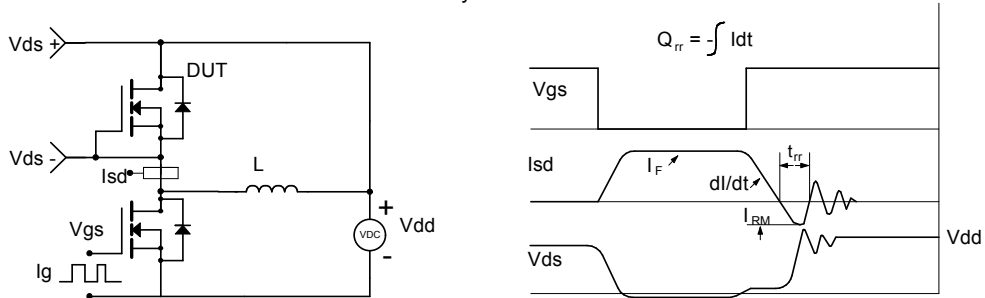 Vds +
DUT
Vds -
Isd
L
Vgs
Ig
+
VDC
-
Vdd
Q rr = - ∫ Idt
Vgs
Isd
I F
dI/dt
t rr
I RM
Vds
Vdd